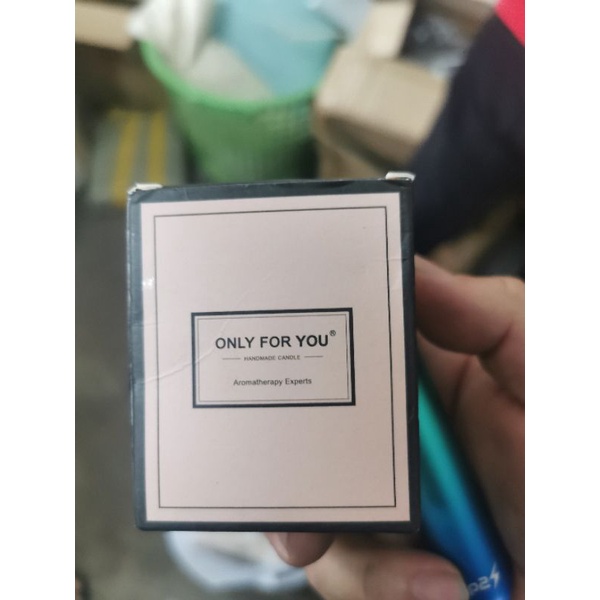 ONLY FOR YOU®
HANDMADE CANDLE
Aromatherapy Experts